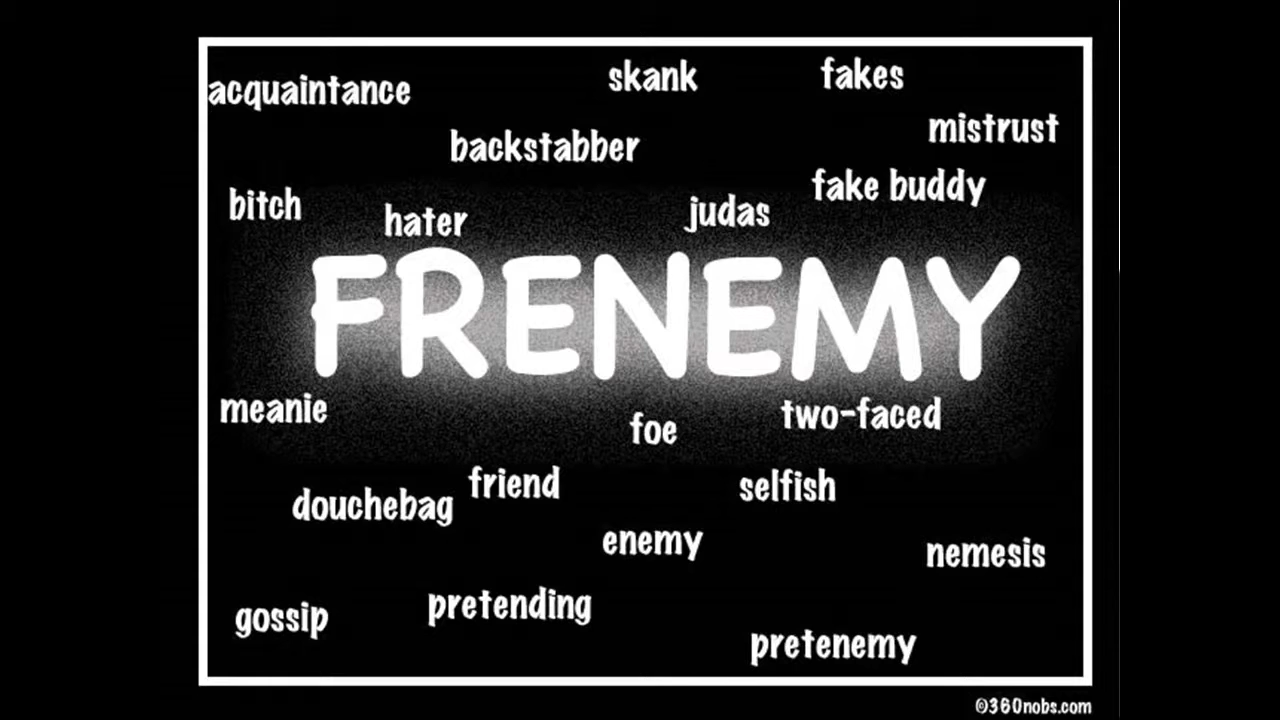 acquaintance
skank
fakes
mistrust
backstabber
fake buddy
bitch
hater
judas
FRENEMY
meanie
foe
two-faced
friend
selfish
douchebag
enemy
nemesis
gossip
pretending
pretenemy
©360nobs.com